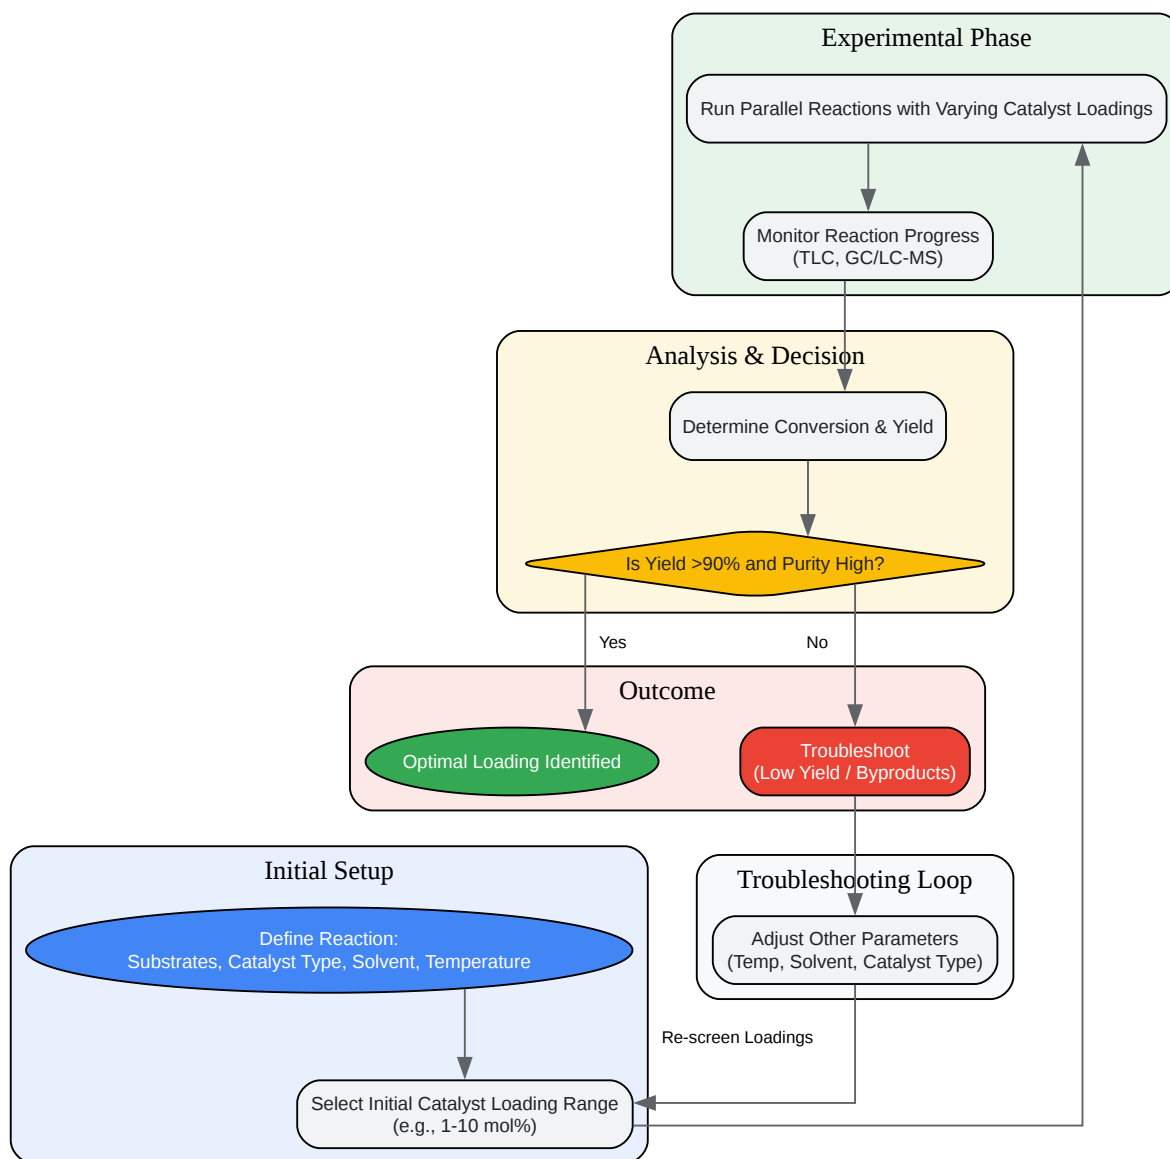 Experimental Phase
Run Parallel Reactions with Varying Catalyst Loadings
Monitor Reaction Progress
(TLC, GC/LC-MS)
Analysis & Decision
Determine Conversion & Yield
Is Yield >90% and Purity High?
Yes
No
Outcome
Optimal Loading Identified
Troubleshoot
(Low Yield / Byproducts)
Initial Setup
Define Reaction:
Substrates, Catalyst Type, Solvent, Temperature
Troubleshooting Loop
Adjust Other Parameters
(Temp, Solvent, Catalyst Type)
Re-screen Loadings
Select Initial Catalyst Loading Range
(e.g., 1-10 mol%)